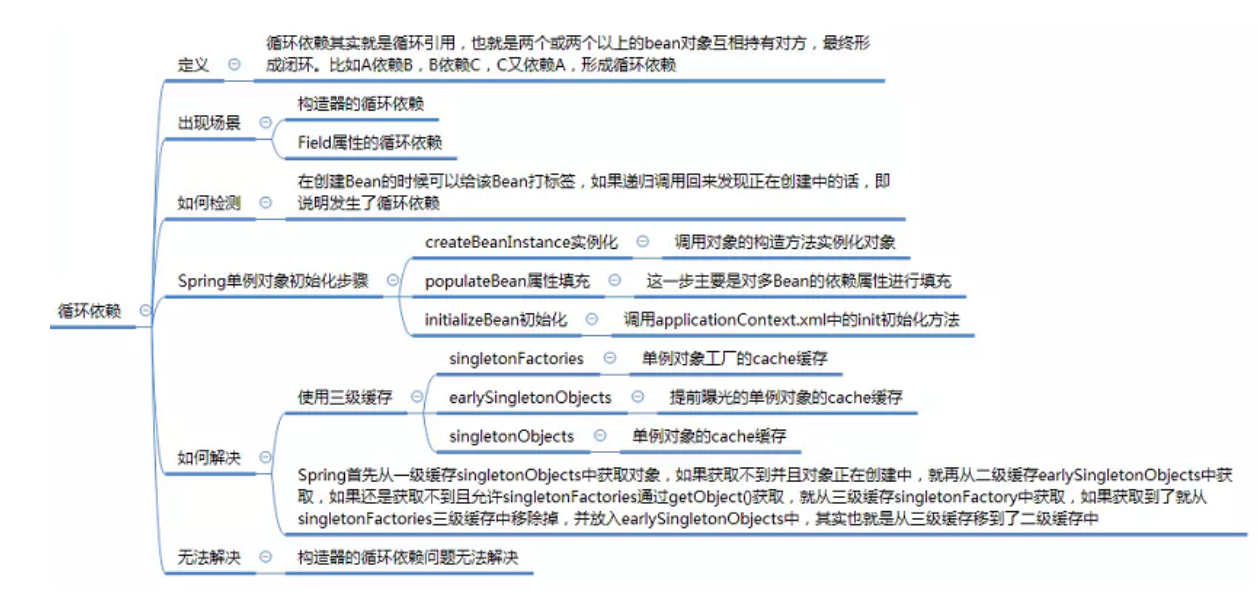 循环依赖其实就是循环引用，也就是两个或两个以上的bean对象互相持有对方，最终形
定义
成闭环。比如A依赖B，B依赖C，C又依赖A，形成循环依赖
构造器的循环依赖
出现场景
Field属性的循环依赖
在创建Bean的时候可以给该Bean打标签，如果递归调用回来发现正在创建中的话，即
如何检测
说明发生了循环依赖
createBeanInstance实例化
调用对象的构造方法实例化对象
Spring单例对象初始化步骤
populateBean属性填充
这一步主要是对多Bean的依赖属性进行填充
循环依赖
initializeBean初始化
调用applicationContext.xml中的init初始化方法
singletonFactories
单例对象工厂的cache缓存
使用三级缓存
earlySingletonObjects
提前曝光的单例对象的cache缓存
singletonObjects
单例对象的cache缓存
如何解决
Spring首先从一级缓存singletonObjects中获取对象，如果获取不到并且对象正在创建中，就再从二级缓存earlySingletonObjects中获
取，如果还是获取不到且允许singletonFactories通过getObject()获取，就从三级缓存singletonFactory中获取，如果获取到了就从
singletonFactories三级缓存中移除掉，并放入earlySingletonObjects中，其实也就是从三级缓存移到了二级缓存中
无法解决
构造器的循环依赖问题无法解决